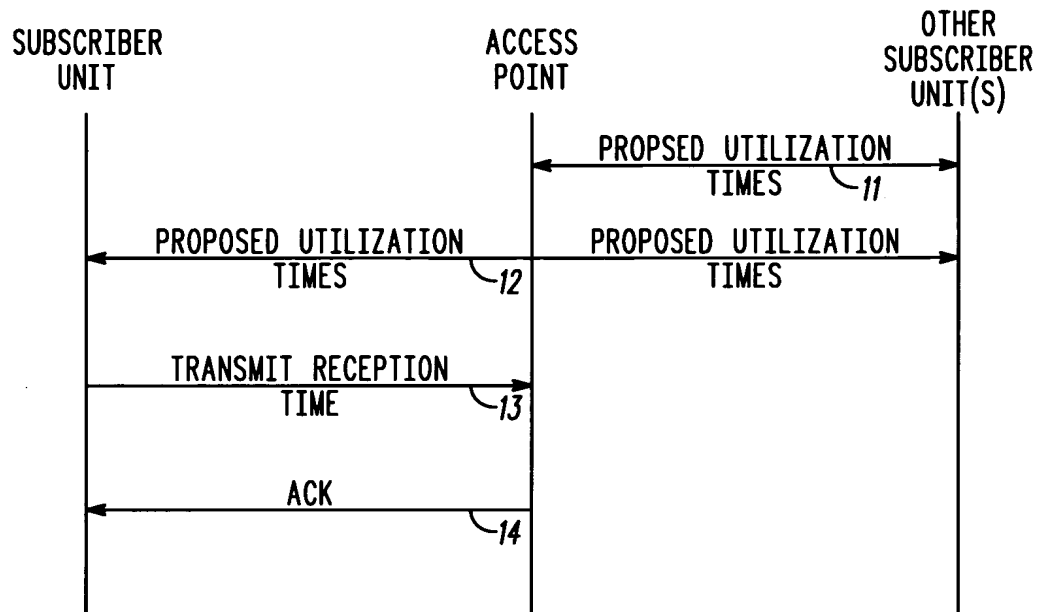 SUBSCRIBER
UNIT
ACCESS
POINT
OTHER
SUBSCRIBER
UNIT(S)
PROPSED UTILIZATION
TIMES
11
PROPOSED UTILIZATION
TIMES
12
PROPOSED UTILIZATION
TIMES
TRANSMIT RECEPTION
TIME
13
ACK
14